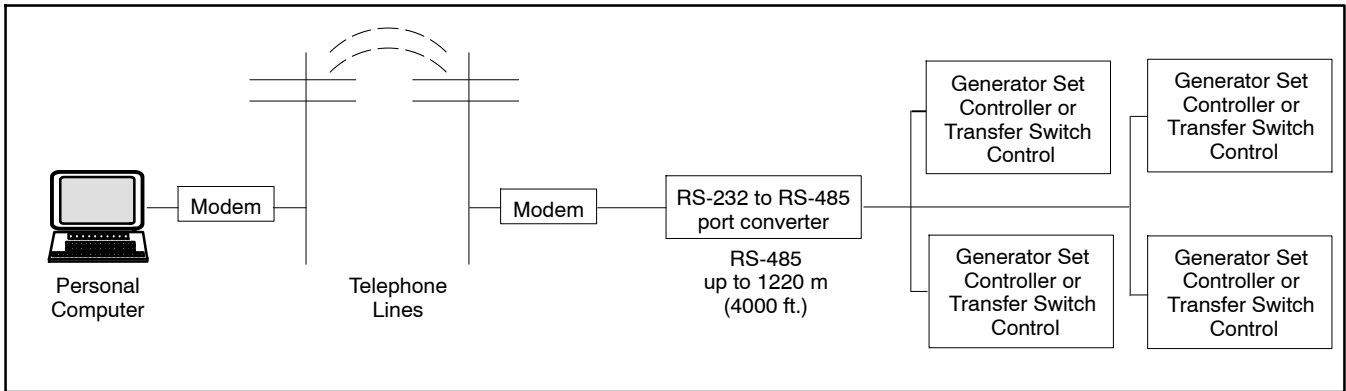 Personal
Computer
Modem
Telephone
Lines
Modem
RS-232 to RS-485
port converter
RS-485
up to 1220 m
(4000 ft.)
Generator Set
Controller or
Transfer Switch
Control
Generator Set
Controller or
Transfer Switch
Control
Generator Set
Controller or
Transfer Switch
Control
Generator Set
Controller or
Transfer Switch
Control